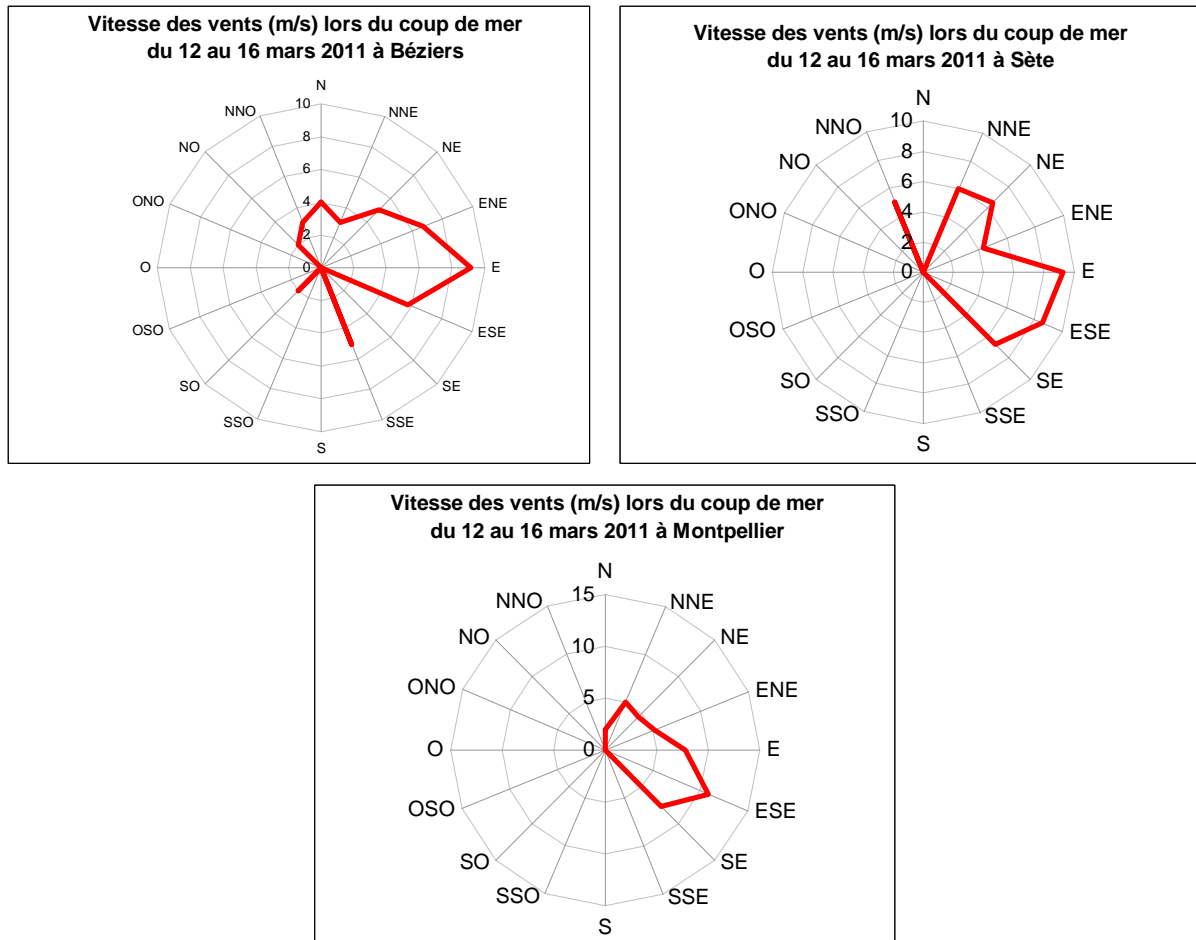 Vitesse des vents (m/s) lors du coup de mer
du 12 au 16 mars 2011 à Béziers
N
NNE
NE
ENE
E
ESE
SE
SSE
S
SSO
SO
OSO
O
ONO
NO
NNO
10
8
6
4
2
0
Vitesse des vents (m/s) lors du coup de mer
du 12 au 16 mars 2011 à Sète
N
NNE
NE
ENE
E
ESE
SE
SSE
S
SSO
SO
OSO
O
ONO
NO
NNO
10
8
6
4
2
0
Vitesse des vents (m/s) lors du coup de mer
du 12 au 16 mars 2011 à Montpellier
N
NNE
NE
ENE
E
ESE
SE
SSE
S
SSO
SO
OSO
O
ONO
NO
NNO
15
10
5
0